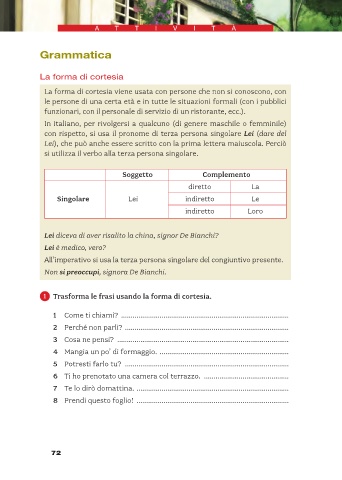 ATTIVITÀ
Grammatica
La forma di cortesia
La forma di cortesia viene usata con persone che non si conoscono, con
le persone di una certa età e in tutte le situazioni formali (con i pubblici
funzionari, con il personale di servizio di un ristorante, ecc.).
In italiano, per rivolgersi a qualcuno (di genere maschile o femminile)
con rispetto, si usa il pronome di terza persona singolare Lei (dare del
Lei), che può anche essere scritto con la prima lettera maiuscola. Perciò
si utilizza il verbo alla terza persona singolare.
Soggetto Complemento
diretto La
Singolare Lei indiretto Le
indiretto Loro
Lei diceva di aver risalito la china, signor De Bianchi?
Lei è medico, vero?
All'imperativo si usa la terza persona singolare del congiuntivo presente.
Non si preoccupi, signora De Bianchi.
1 Trasforma le frasi usando la forma di cortesia.
1 Come ti chiami? ........................................
2 Perché non parli? ........................................
3 Cosa ne pensi? ........................................
4 Mangia un po' di formaggio. ........................................
5 Potresti farlo tu? ........................................
6 Ti ho prenotato una camera col terrazzo. ........................................
7 Te lo dirò domattina. ........................................
8 Prendi questo foglio! ........................................
72